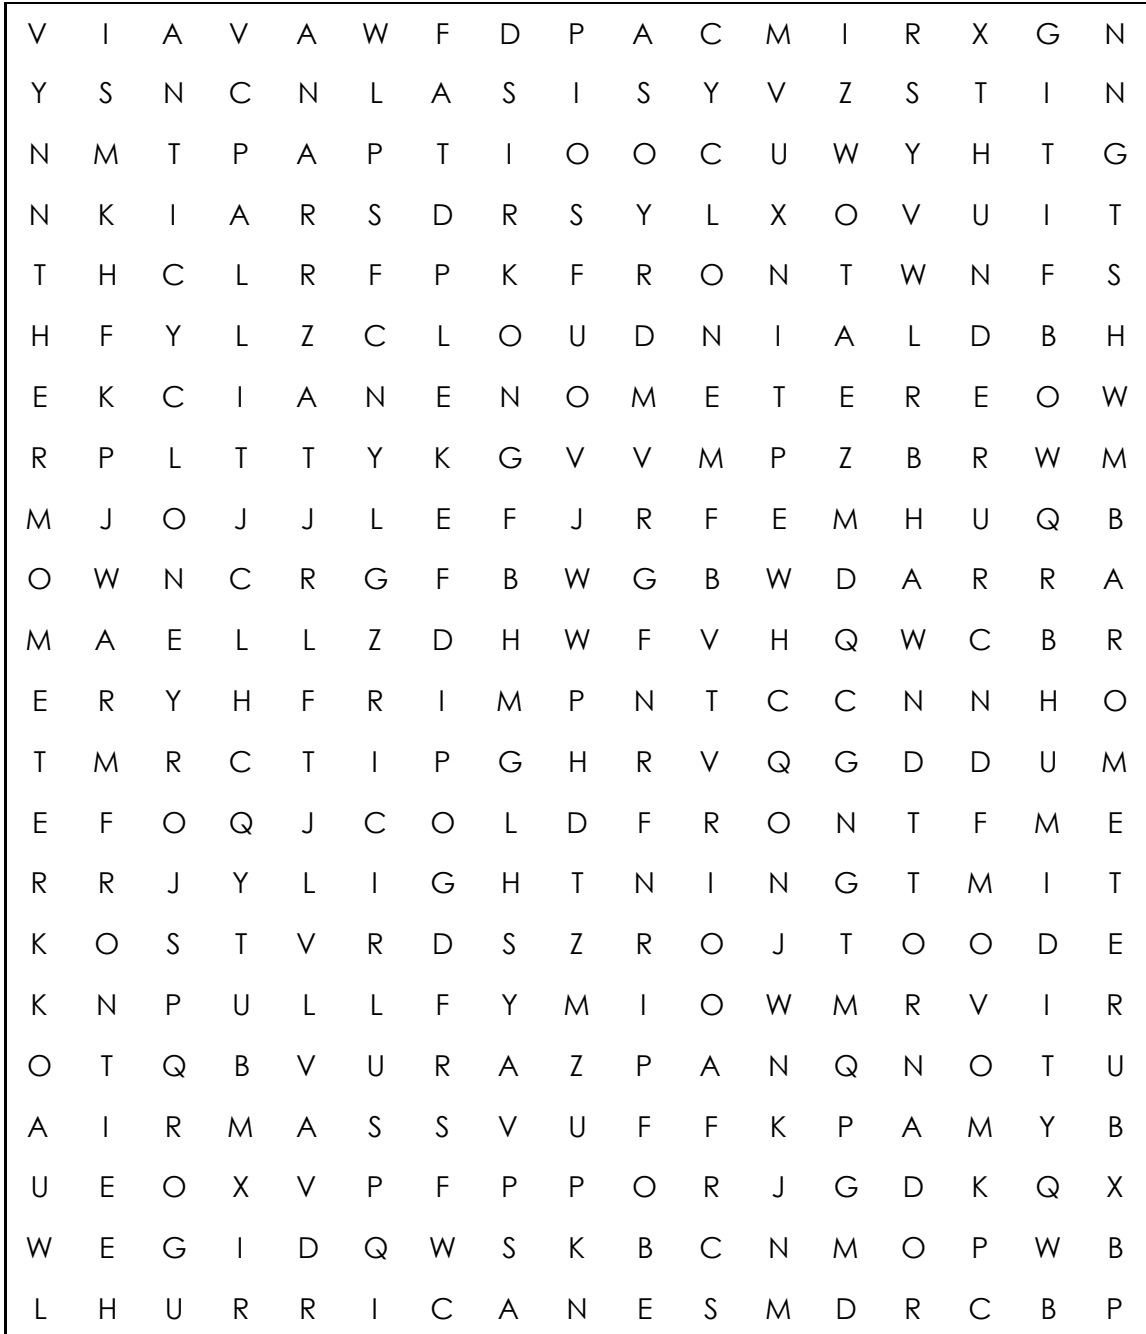 V I A V A W F D P A C M I R X G N
Y S N C N L A S I S Y V Z S T I N
N M T P A P T I O O C U W Y H T G
N K I A R S D R S Y L X O V U I T
T H C L R F P K F R O N T W N F S
H F Y L Z C L O U D N I A L D B H
E K C I A N E N O M E T E R E O W
R P L T T Y K G V V M P Z B R W M
M J O J J L E F J R F E M H U Q B
O W N C R G F B W G B W D A R R A
M A E L L Z D H W F V H Q W C B R
E R Y H F R I M P N T C C N N H O
T M R C T I P G H R V Q G D D U M
E F O Q J C O L D F R O N T F M E
R R J Y L I G H T N I N G T M I T
K O S T V R D S Z R O J T O O D E
K N P U L L F Y M I O W M R V I R
O T Q B V U R A Z P A N Q N O T U
A I R M A S S V U F F K P A M Y B
U E O X V P F P P O R J G D K Q X
W E G I D Q W S K B C N M O P W B
L H U R R I C A N E S M D R C B P